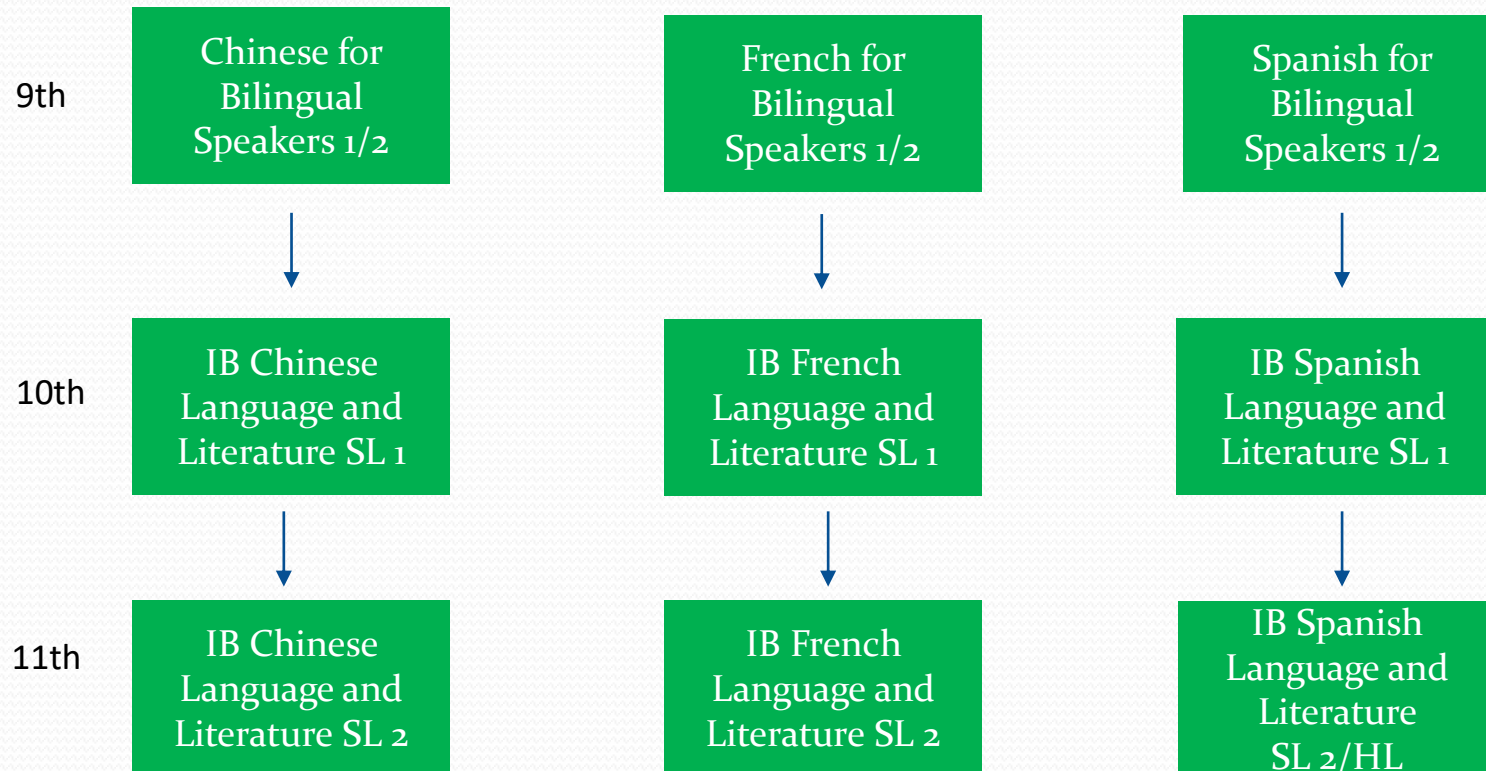 9th
Chinese for
Bilingual
Speakers 1/2
French for
Bilingual
Speakers 1/2
Spanish for
Bilingual
Speakers 1/2
10th
IB Chinese
Language and
Literature SL 1
IB French
Language and
Literature SL 1
IB Spanish
Language and
Literature SL 1
11th
IB Chinese
Language and
Literature SL 2
IB French
Language and
Literature SL 2
IB Spanish
Language and
Literature
SL 2/HL